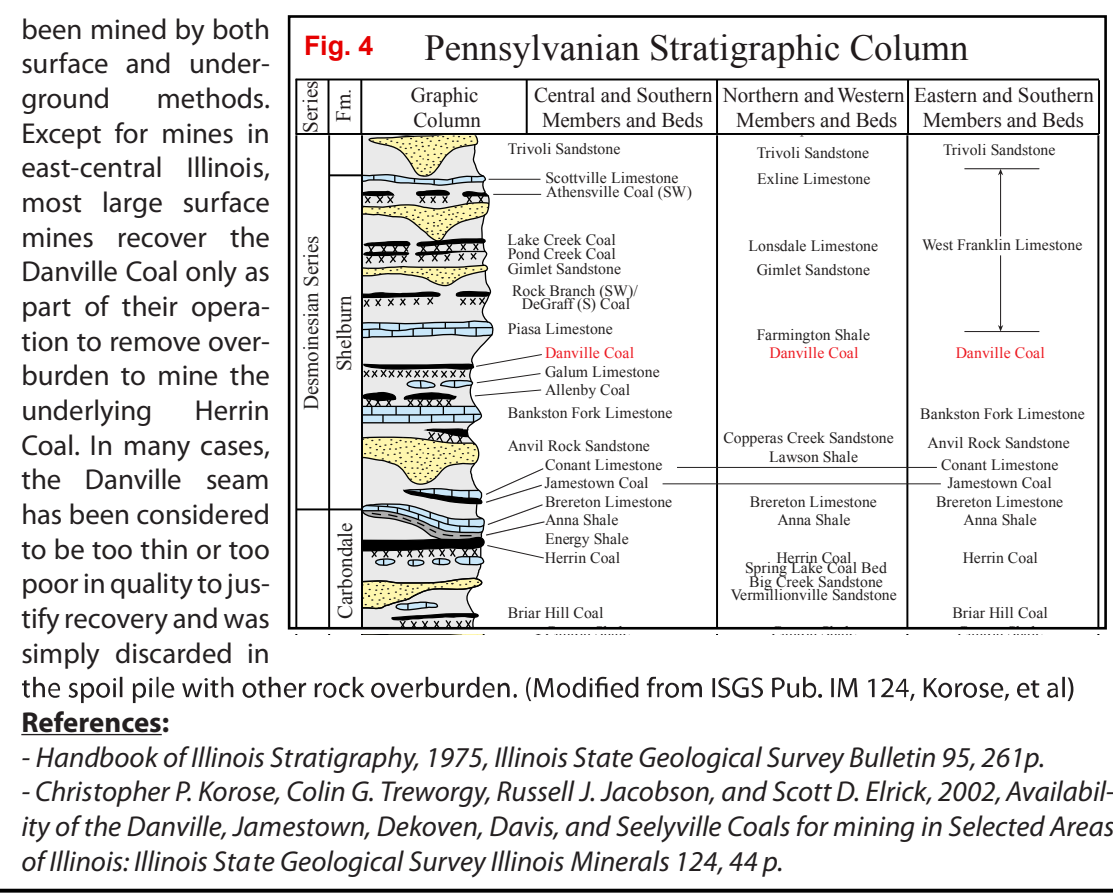 been mined by both
surface and under-
ground methods.
Except for mines in
east-central Illinois,
most large surface
mines recover the
Danville Coal only as
part of their opera-
tion to remove over-
burden to mine the
underlying Herrin
Coal. In many cases,
the Danville seam
has been considered
to be too thin or too
poor in quality to jus-
tify recovery and was
simply discarded in
the spoil pile with other rock overburden. (Modified from ISGS Pub. IM 124, Korose, et al)
Fig. 4
Pennsylvanian Stratigraphic Column
Series
Fm.
Graphic
Column
Central and Southern
Members and Beds
Northern and Western
Members and Beds
Eastern and Southern
Members and Beds
Desmoinesian Series
Shelburn
Carbondale
Trivoli Sandstone
Scottville Limestone
Athensville Coal (SW)
Lake Creek Coal
Pond Creek Coal
Gimlet Sandstone
Rock Branch (SW)/
DeGraff (S) Coal
Piasa Limestone
Danville Coal
Galum Limestone
Allenby Coal
Bankston Fork Limestone
Anvil Rock Sandstone
Conant Limestone
Jamestown Coal
Brereton Limestone
Anna Shale
Energy Shale
Herrin Coal
Briar Hill Coal
Trivoli Sandstone
Exline Limestone
Lonsdale Limestone
Gimlet Sandstone
Farmington Shale
Danville Coal
Copperas Creek Sandstone
Lawson Shale
Brereton Limestone
Anna Shale
Herrin Coal
Spring Lake Coal Bed
Big Creek Sandstone
Vermillionville Sandstone
Trivoli Sandstone
West Franklin Limestone
Danville Coal
Bankston Fork Limestone
Anvil Rock Sandstone
Conant Limestone
Jamestown Coal
Brereton Limestone
Anna Shale
Herrin Coal
Briar Hill Coal
References:
- Handbook of Illinois Stratigraphy, 1975, Illinois State Geological Survey Bulletin 95, 261p.
- Christopher P. Korose, Colin G. Treworgy, Russell J. Jacobson, and Scott D. Elrick, 2002, Availabil-
ity of the Danville, Jamestown, Dekoven, Davis, and Seelyville Coals for mining in Selected Areas
of Illinois: Illinois State Geological Survey Illinois Minerals 124, 44 p.